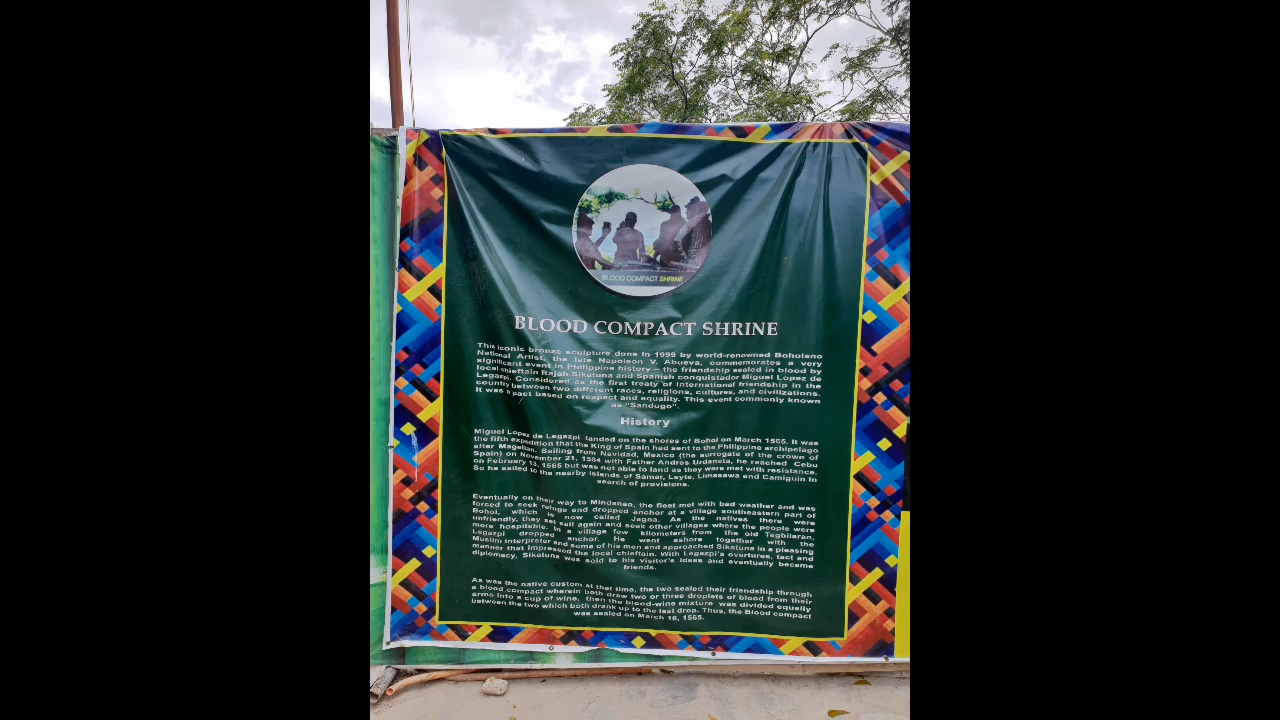 BLOOD COMPACT SHRINE
BLOOD COMPACT SHRINE
This iconic bronze sculpture done in 1999 by world-renowned Boholano
National Artist, the late Napoleon V. Abueva, commemorates a very
significant event in Philippine history – the friendship sealed in blood by
local chieftain Rajah Sikatuna and Spanish conquistador Miguel Lopez de
Legazpi. Considered as the first treaty of international friendship in the
country between two different races, religions, cultures, and civilizations.
It was a pact based on respect and equality. This event commonly known
as "Sandugo".
History
Miguel Lopez de Legazpi landed on the shores of Bohol on March 1565. It was
the fifth expedition that the King of Spain had sent to the Philippine archipelago
after Magellan. Sailing from Navidad, Mexico (the surrogate of the crown of
Spain) on November 21, 1564 with Father Andres Urdaneta, he reached Cebu
on February 13, 1565 but was not able to land as they were met with resistance.
So he sailed to the nearby islands of Samar, Leyte, Limasawa and Camiguin in
search of provisions.
Eventually on their way to Mindanao, the fleet met with bad weather and was
forced to seek refuge and dropped anchor at a village southeastern part of
Bohol, which is now called Jagna. As the natives there were
unfriendly, they set sail again and seek other villages where the people were
more hospitable. In a village few kilometers from the old Tagbilaran,
Legazpi dropped anchor. He went ashore together with the
Muslim interpreter and some of his men and approached Sikatuna in a pleasing
manner that impressed the local chieftain. With Legazpi's overtures, tact and
diplomacy, Sikatuna was sold to his visitor's ideas and eventually became
friends.
As was the native custom at that time, the two sealed their friendship through
a blood compact wherein both draw two or three droplets of blood from their
arms into a cup of wine, then the blood-wine mixture was divided equally
between the two which both drank up to the last drop. Thus, the Blood compact
was sealed on March 16, 1565.